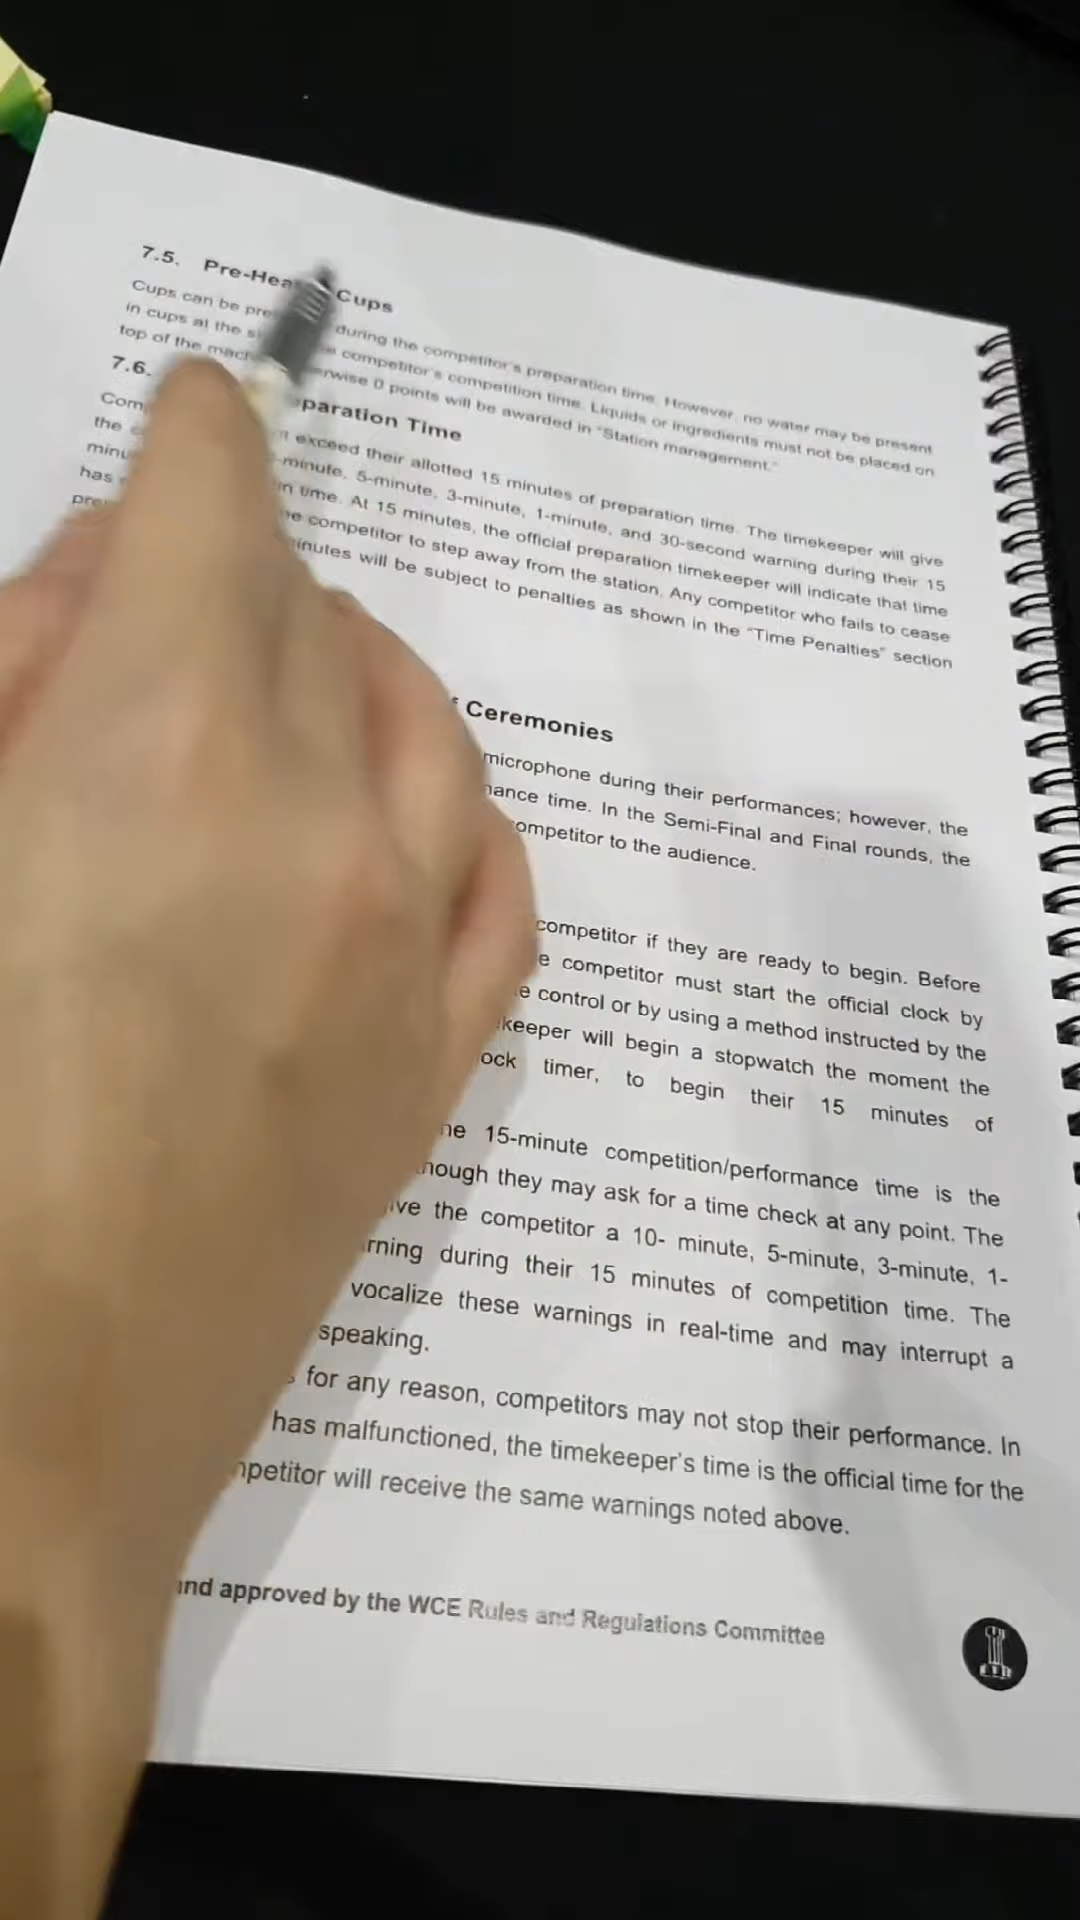 7.5. Pre-Hea Cups
Cups can be pre during the competitor's preparation time. However, no water may be present
in cups at the s competitor's competition time. Liquids or ingredients must not be placed on
top of the mach erwise 0 points will be awarded in "Station management."
7.6. paration Time
Com exceed their allotted 15 minutes of preparation time. The timekeeper will give
the -minute, 5-minute, 3-minute, 1-minute, and 30-second warning during their 15
minu n time. At 15 minutes, the official preparation timekeeper will indicate that time
has he competitor to step away from the station. Any competitor who fails to cease
pre inutes will be subject to penalties as shown in the "Time Penalties" section
Ceremonies
microphone during their performances; however, the
mance time. In the Semi-Final and Final rounds, the
ompetitor to the audience.
competitor if they are ready to begin. Before
e competitor must start the official clock by
e control or by using a method instructed by the
keeper will begin a stopwatch the moment the
ock timer, to begin their 15 minutes of
he 15-minute competition/performance time is the
hough they may ask for a time check at any point. The
ive the competitor a 10- minute, 5-minute, 3-minute, 1-
rning during their 15 minutes of competition time. The
vocalize these warnings in real-time and may interrupt a
speaking.
for any reason, competitors may not stop their performance. In
has malfunctioned, the timekeeper's time is the official time for the
mpetitor will receive the same warnings noted above.
and approved by the WCE Rules and Regulations Committee